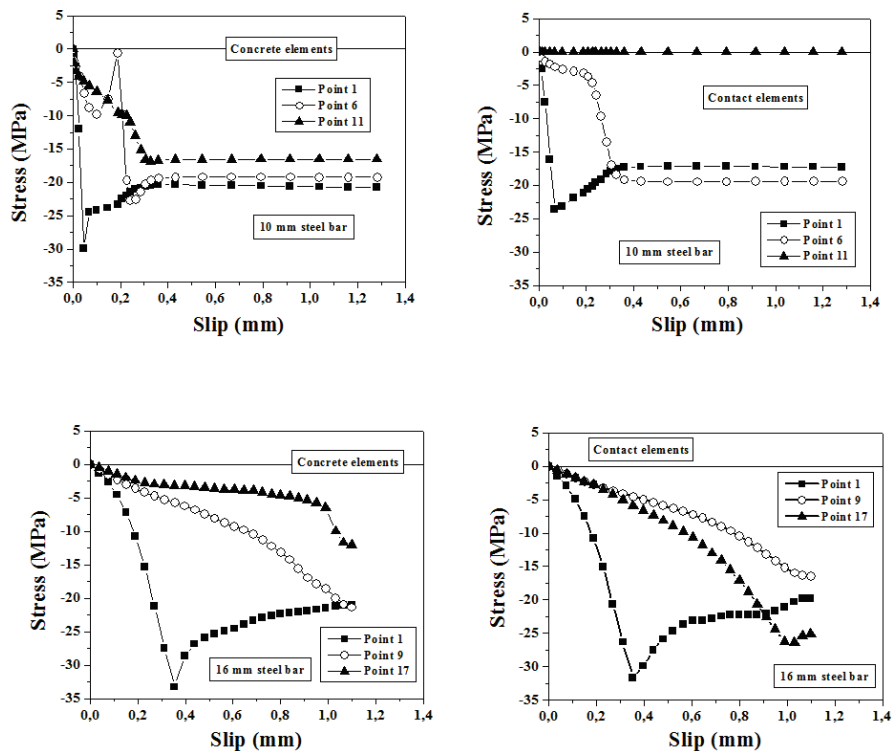 5
0
-5
-10
-15
-20
-25
-30
-35
Stress (MPa)
0,0 0,2 0,4 0,6 0,8 1,0 1,2 1,4
Slip (mm)
Concrete elements
Point 1
Point 6
Point 11
10 mm steel bar
5
0
-5
-10
-15
-20
-25
-30
-35
Stress (MPa)
0,0 0,2 0,4 0,6 0,8 1,0 1,2 1,4
Slip (mm)
Contact elements
Point 1
Point 6
Point 11
10 mm steel bar
5
0
-5
-10
-15
-20
-25
-30
-35
Stress (MPa)
0,0 0,2 0,4 0,6 0,8 1,0 1,2 1,4
Slip (mm)
Concrete elements
Point 1
Point 9
Point 17
16 mm steel bar
5
0
-5
-10
-15
-20
-25
-30
-35
Stress (MPa)
0,0 0,2 0,4 0,6 0,8 1,0 1,2 1,4
Slip (mm)
Contact elements
Point 1
Point 9
Point 17
16 mm steel bar